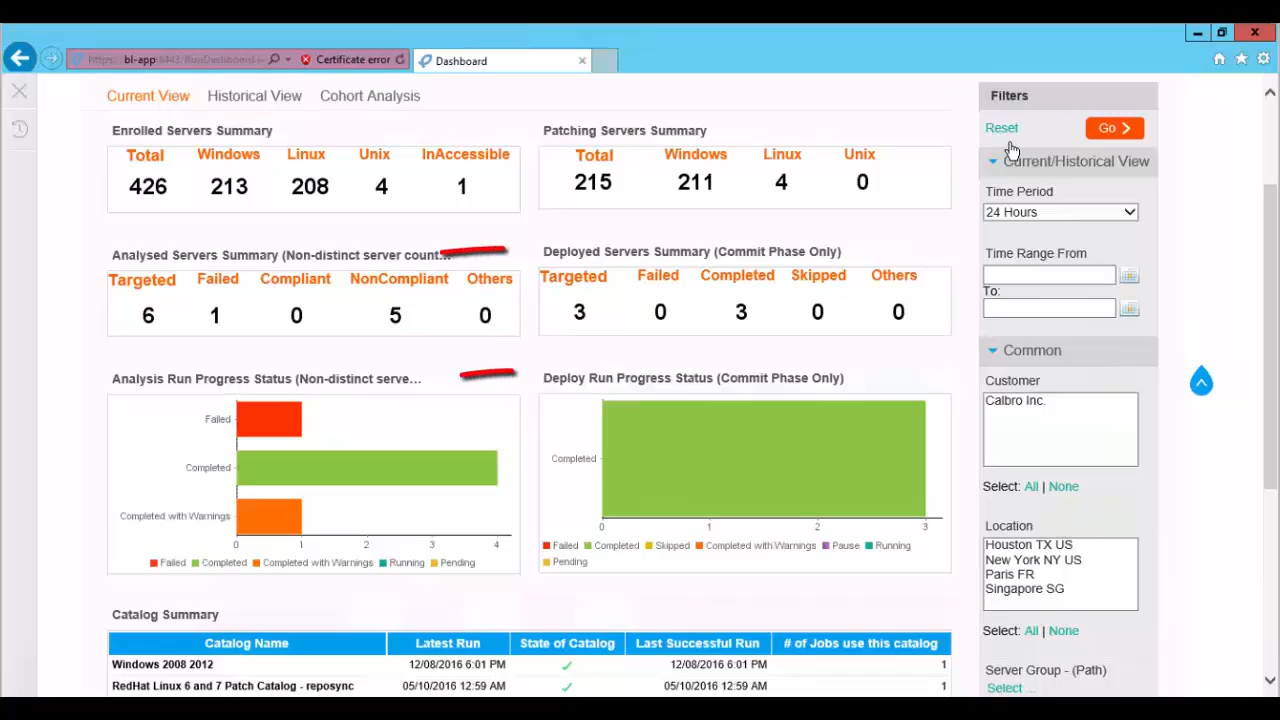 https://bl-app:8443/
Certificate error
Dashboard
Current View Historical View Cohort Analysis
Enrolled Servers Summary
Total Windows Linux Unix InAccessible
426 213 208 4 1
Patching Servers Summary
Total Windows Linux Unix
215 211 4 0
Analysed Servers Summary (Non-distinct server count...
Targeted Failed Compliant NonCompliant Others
6 1 0 5 0
Deployed Servers Summary (Commit Phase Only)
Targeted Failed Completed Skipped Others
3 0 3 0 0
Analysis Run Progress Status (Non-distinct serve...
Failed
Completed
Completed with Warnings
0 1 2 3 4
Failed Completed Completed with Warnings Running Pending
Deploy Run Progress Status (Commit Phase Only)
Completed
0 1 2 3
Failed Completed Skipped Completed with Warnings Pause Running
Pending
Catalog Summary
Catalog Name Latest Run State of Catalog Last Successful Run # of Jobs use this catalog
Windows 2008 2012 12/08/2016 6:01 PM 12/08/2016 6:01 PM 1
RedHat Linux 6 and 7 Patch Catalog - reposync 05/10/2016 12:59 AM 05/10/2016 12:59 AM 1
Filters
Reset Go
Current/Historical View
Time Period
24 Hours
Time Range From
To:
Common
Customer
Calbro Inc.
Select: All | None
Location
Houston TX US
New York NY US
Paris FR
Singapore SG
Select: All | None
Server Group - (Path)
Select ...